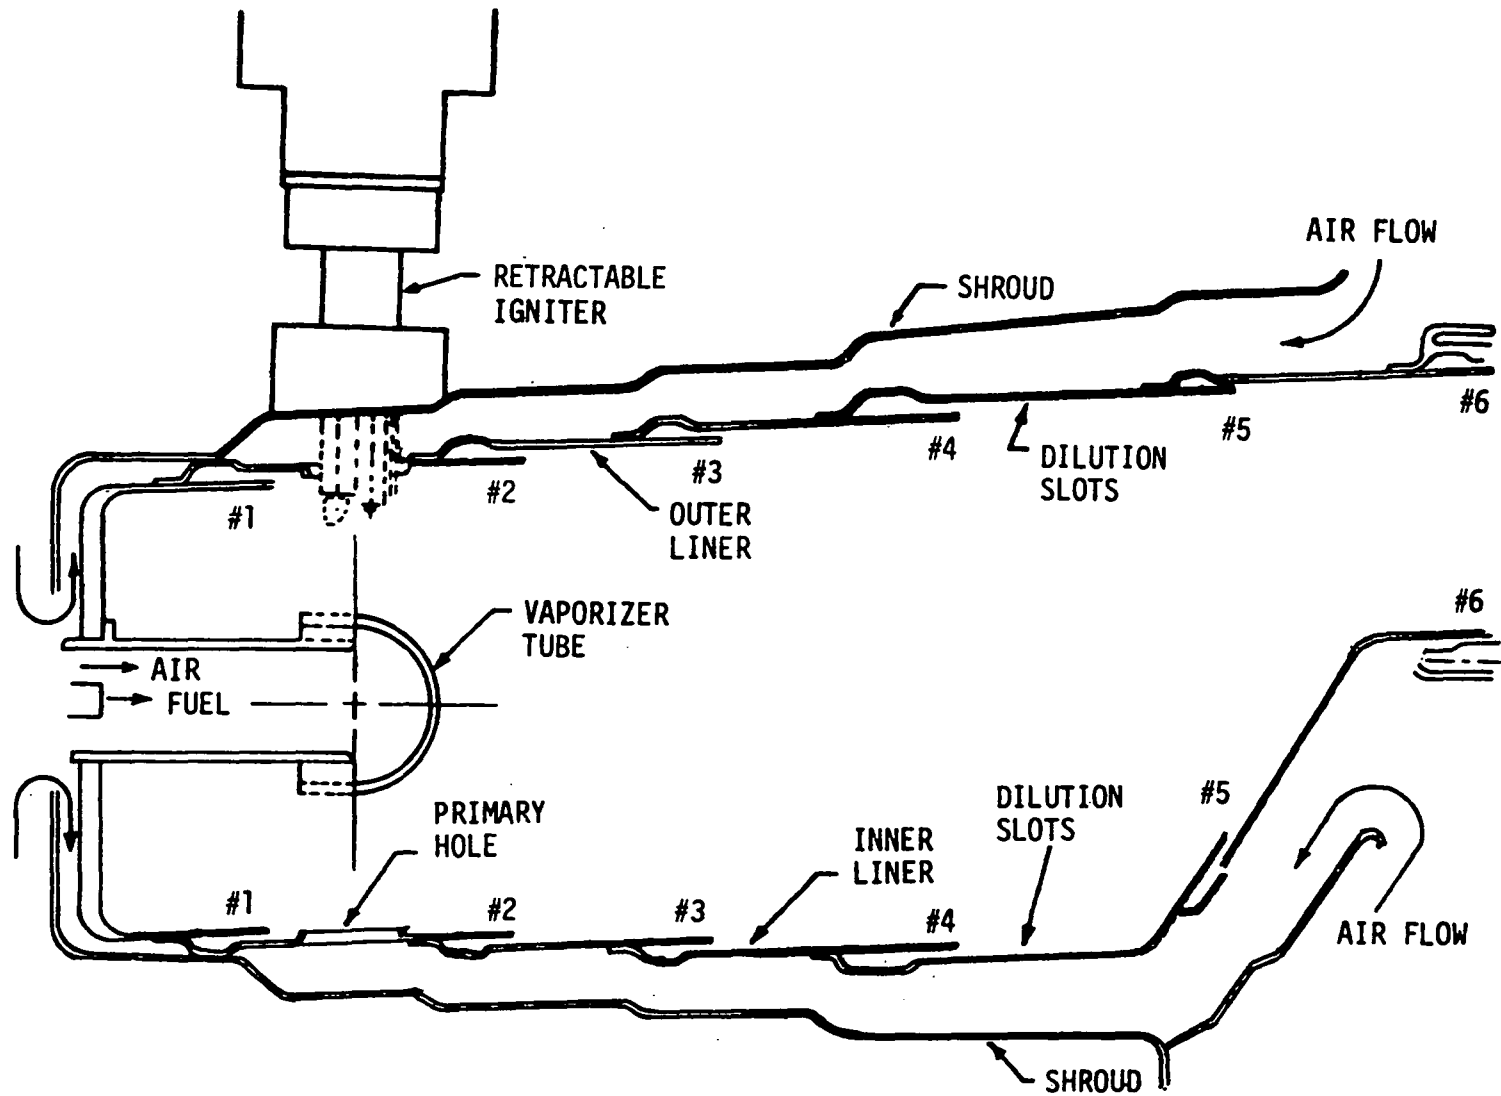 AIR FLOW
RETRACTABLE
IGNITER
SHROUD
#6
#5
#4
DILUTION
SLOTS
#3
#2
OUTER
LINER
#1
#6
VAPORIZER
TUBE
AIR
FUEL
#5
DILUTION
SLOTS
PRIMARY
HOLE
INNER
LINER
#1
#2
#3
#4
AIR FLOW
SHROUD